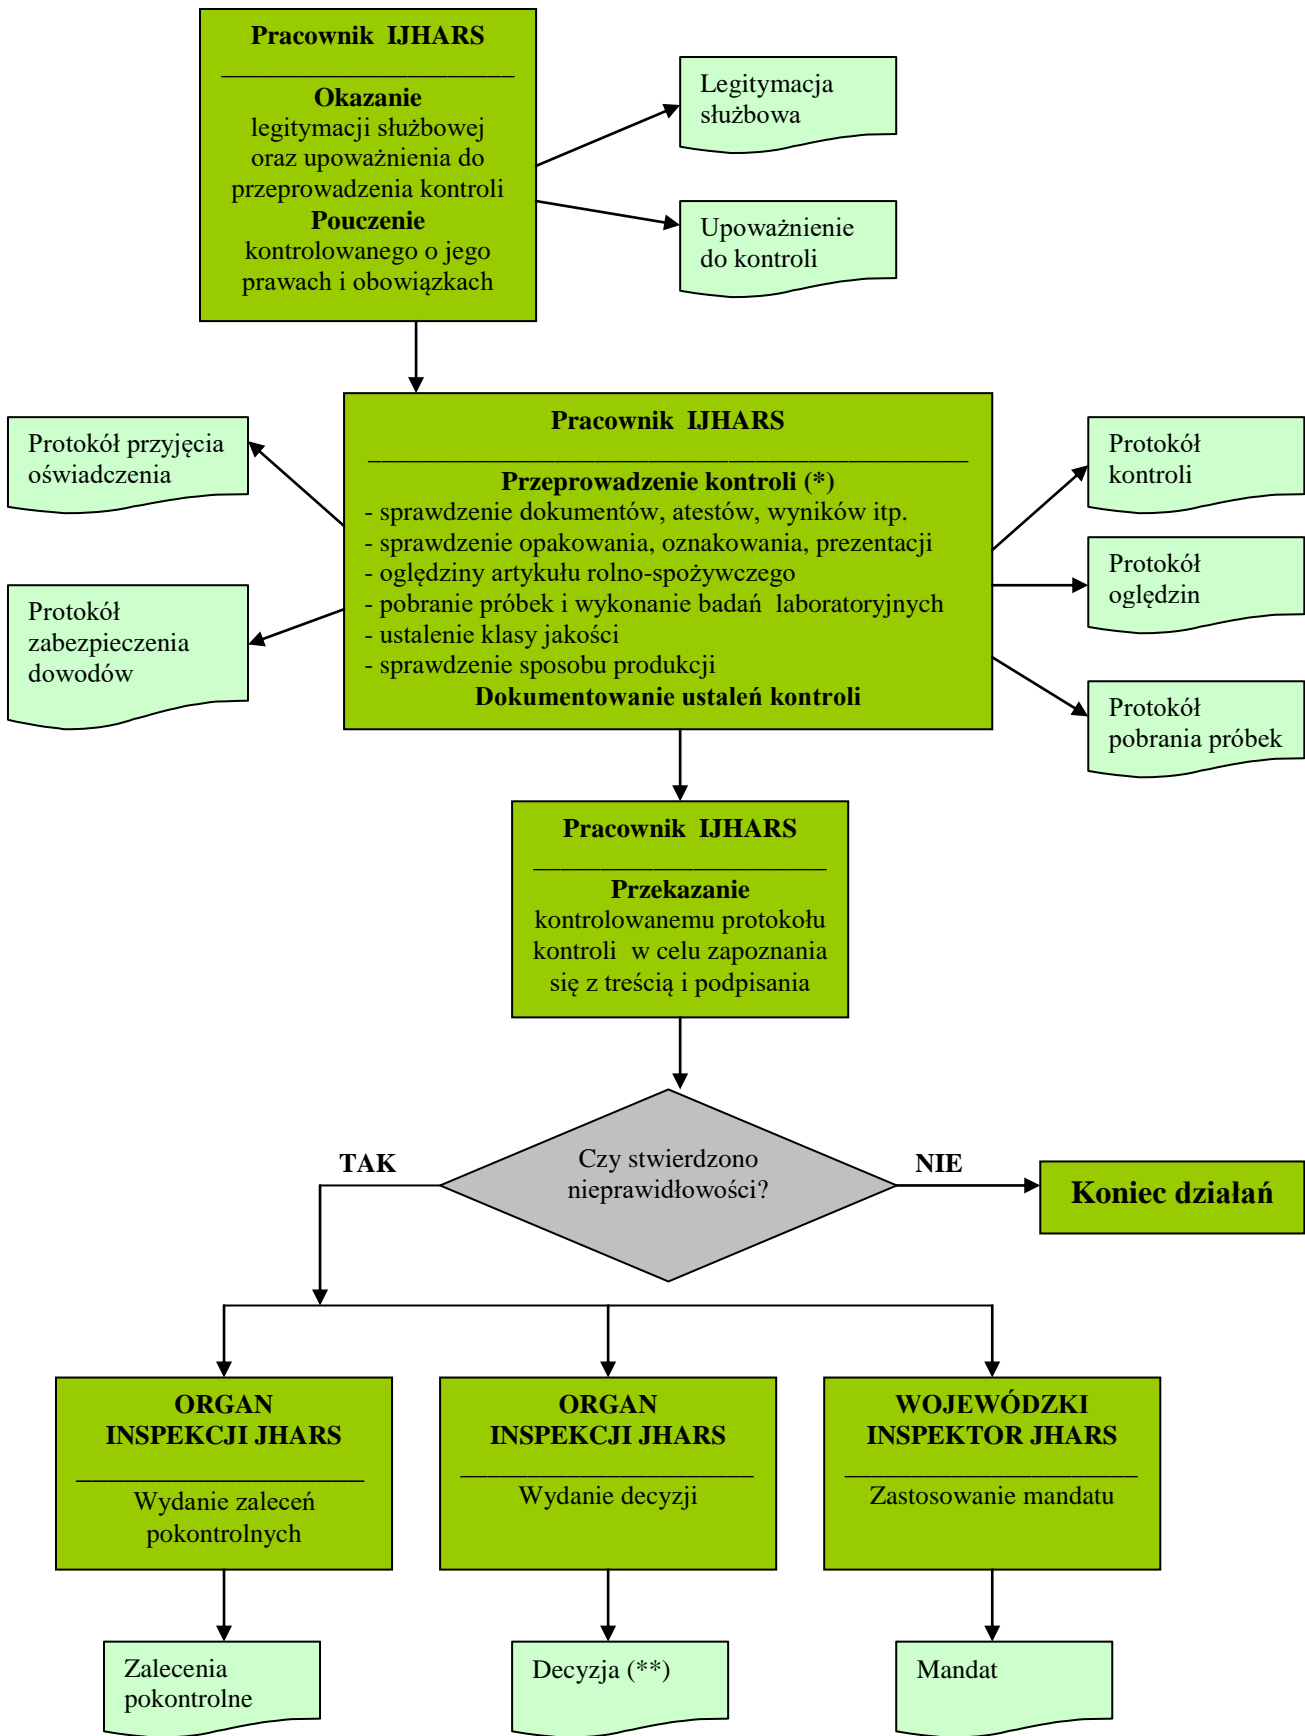 Pracownik IJHARS
Okazanie
legitymacji służbowej
oraz upoważnienia do
przeprowadzenia kontroli
Pouczenie
kontrolowanego o jego
prawach i obowiązkach
Legitymacja
służbowa
Upoważnienie
do kontroli
Pracownik IJHARS
Przeprowadzenie kontroli (*)
- sprawdzenie dokumentów, atestów, wyników itp.
- sprawdzenie opakowania, oznakowania, prezentacji
- oględziny artykułu rolno-spożywczego
- pobranie próbek i wykonanie badań laboratoryjnych
- ustalenie klasy jakości
- sprawdzenie sposobu produkcji
Dokumentowanie ustaleń kontroli
Protokół przyjęcia
oświadczenia
Protokół
zabezpieczenia
dowodów
Protokół
kontroli
Protokół
oględzin
Protokół
pobrania próbek
Pracownik IJHARS
Przekazanie
kontrolowanemu protokołu
kontroli w celu zapoznania
się z treścią i podpisania
Czy stwierdzono
nieprawidłowości?
TAK
NIE
Koniec działań
ORGAN
INSPEKCJI JHARS
Wydanie zaleceń
pokontrolnych
ORGAN
INSPEKCJI JHARS
Wydanie decyzji
WOJEWÓDZKI
INSPEKTOR JHARS
Zastosowanie mandatu
Zalecenia
pokontrolne
Decyzja (**)
Mandat